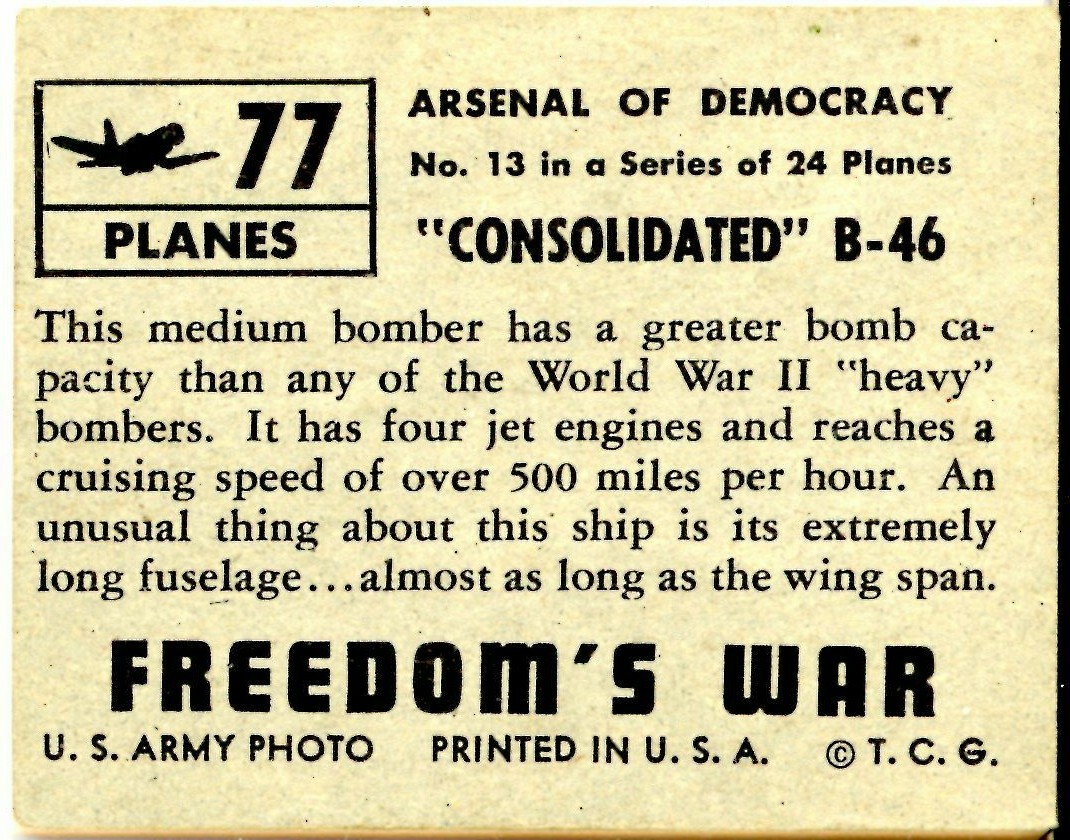 77
PLANES
ARSENAL OF DEMOCRACY
No. 13 in a Series of 24 Planes
"CONSOLIDATED" B-46
This medium bomber has a greater bomb ca-
pacity than any of the World War II "heavy"
bombers. It has four jet engines and reaches a
cruising speed of over 500 miles per hour. An
unusual thing about this ship is its extremely
long fuselage...almost as long as the wing span.
FREEDOM'S WAR
U. S. ARMY PHOTO PRINTED IN U. S. A. © T. C. G.